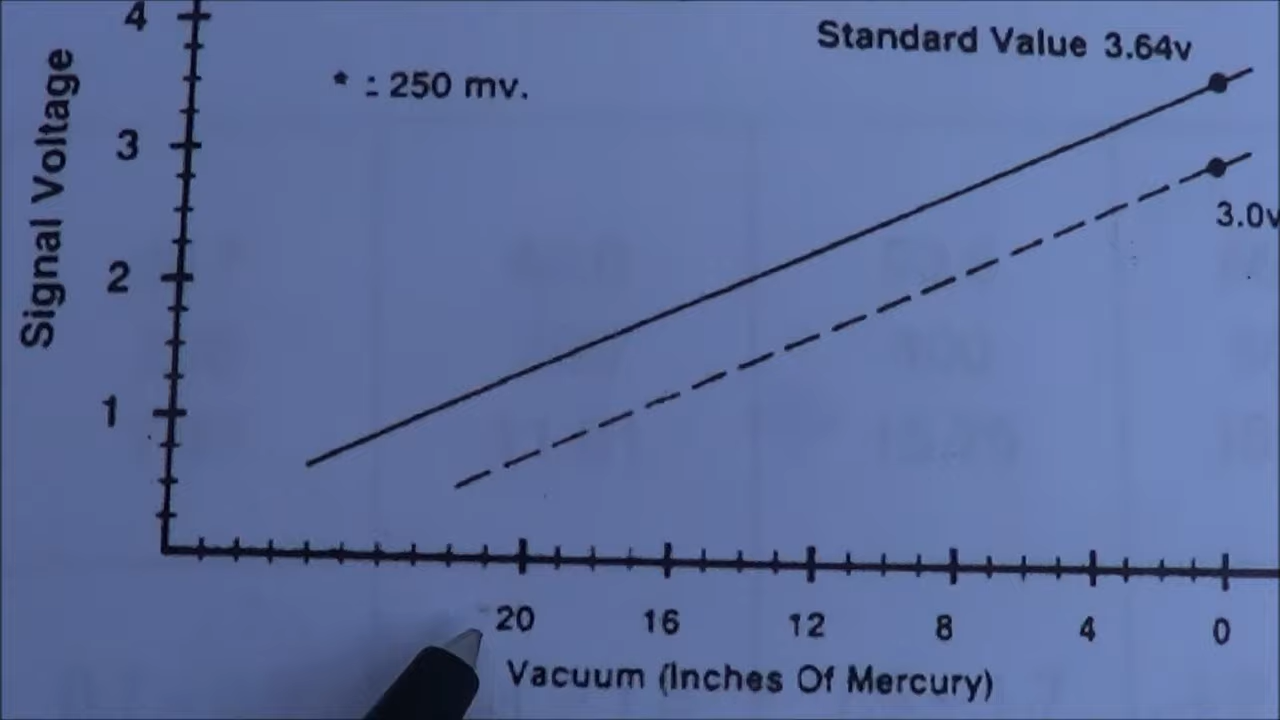 Standard Value 3.64v
* : 250 mv.
3.0v
Signal Voltage
4
3
2
1
20 16 12 8 4 0
Vacuum (Inches Of Mercury)